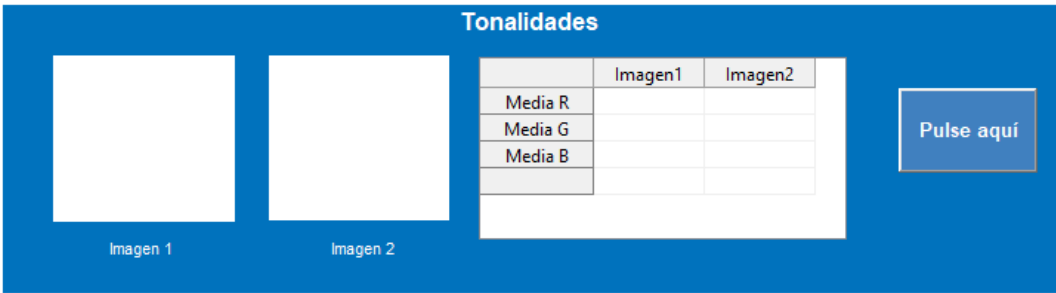 Tonalidades
Imagen1 Imagen2
Media R
Media G
Media B
Pulse aquí
Imagen 1
Imagen 2